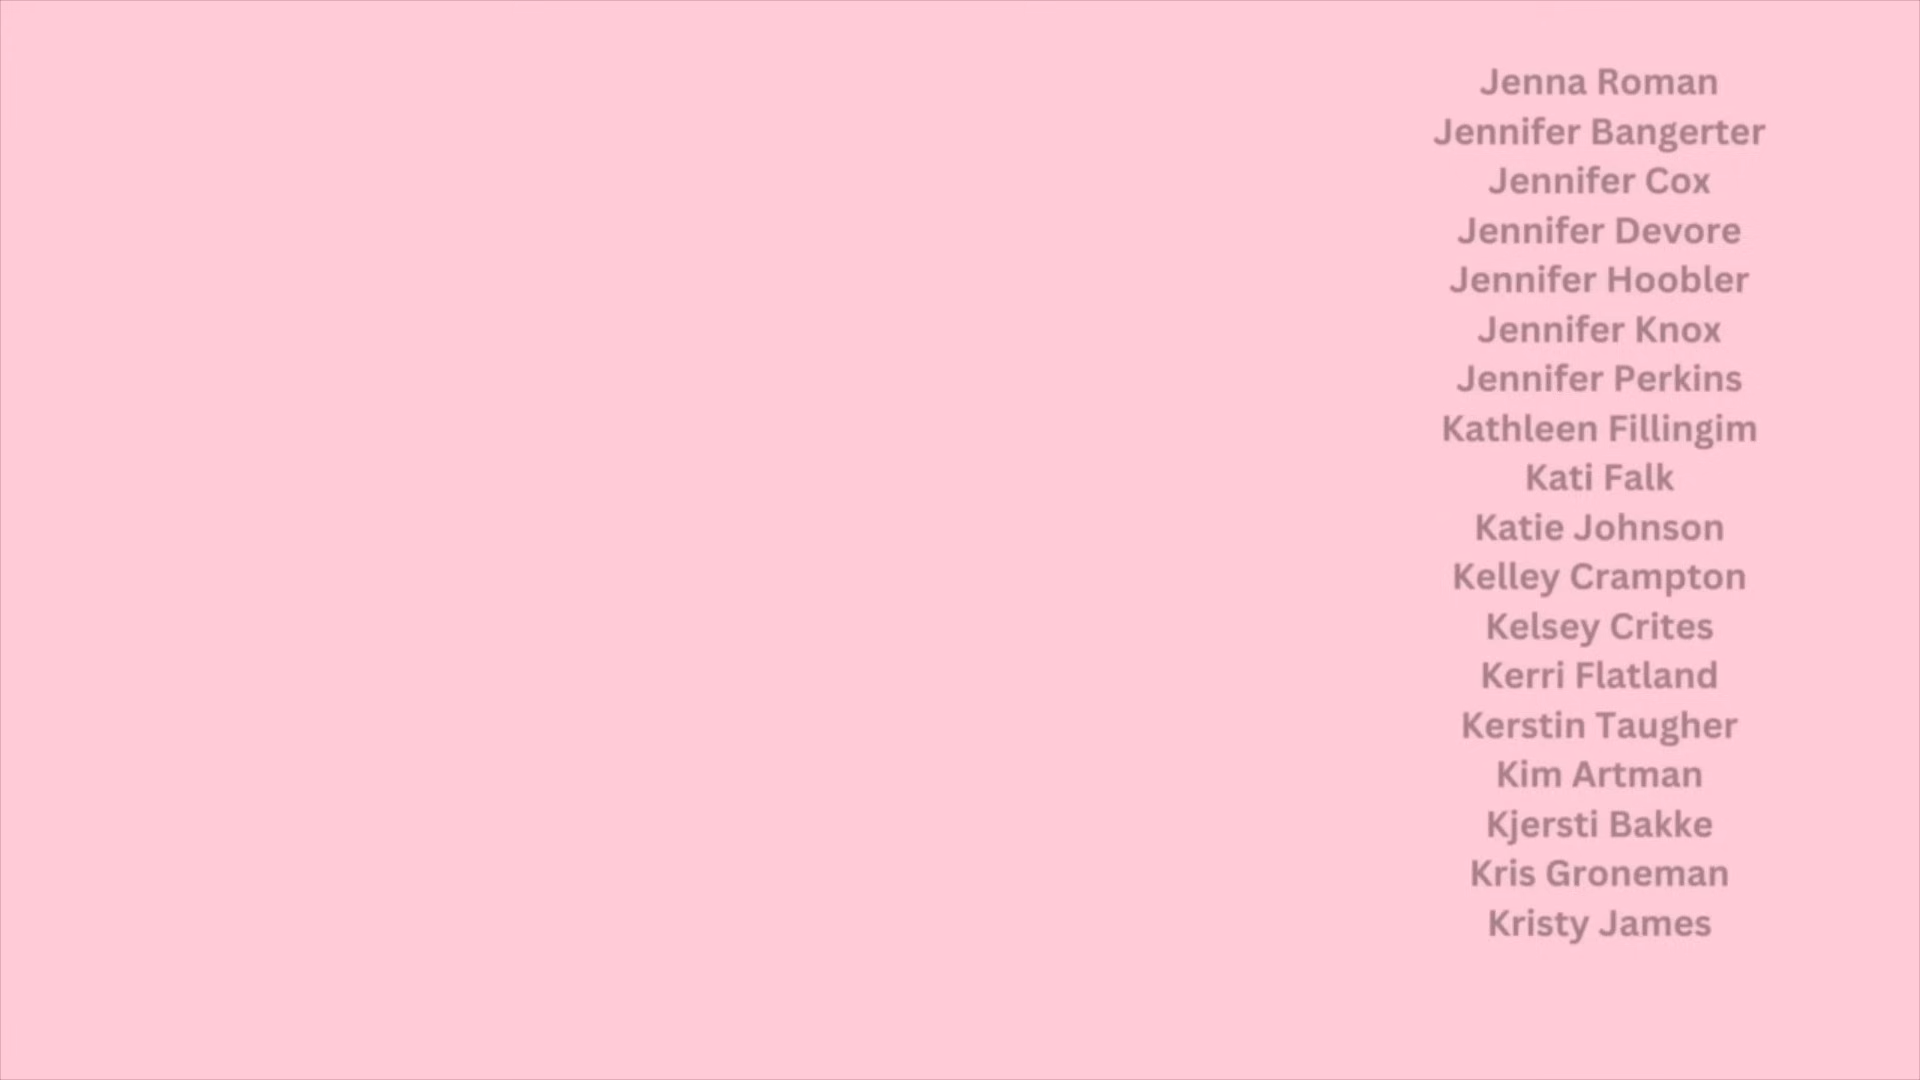 Jenna Roman
Jennifer Bangerter
Jennifer Cox
Jennifer Devore
Jennifer Hoobler
Jennifer Knox
Jennifer Perkins
Kathleen Fillingim
Kati Falk
Katie Johnson
Kelley Crampton
Kelsey Crites
Kerri Flatland
Kerstin Taugher
Kim Artman
Kjersti Bakke
Kris Groneman
Kristy James